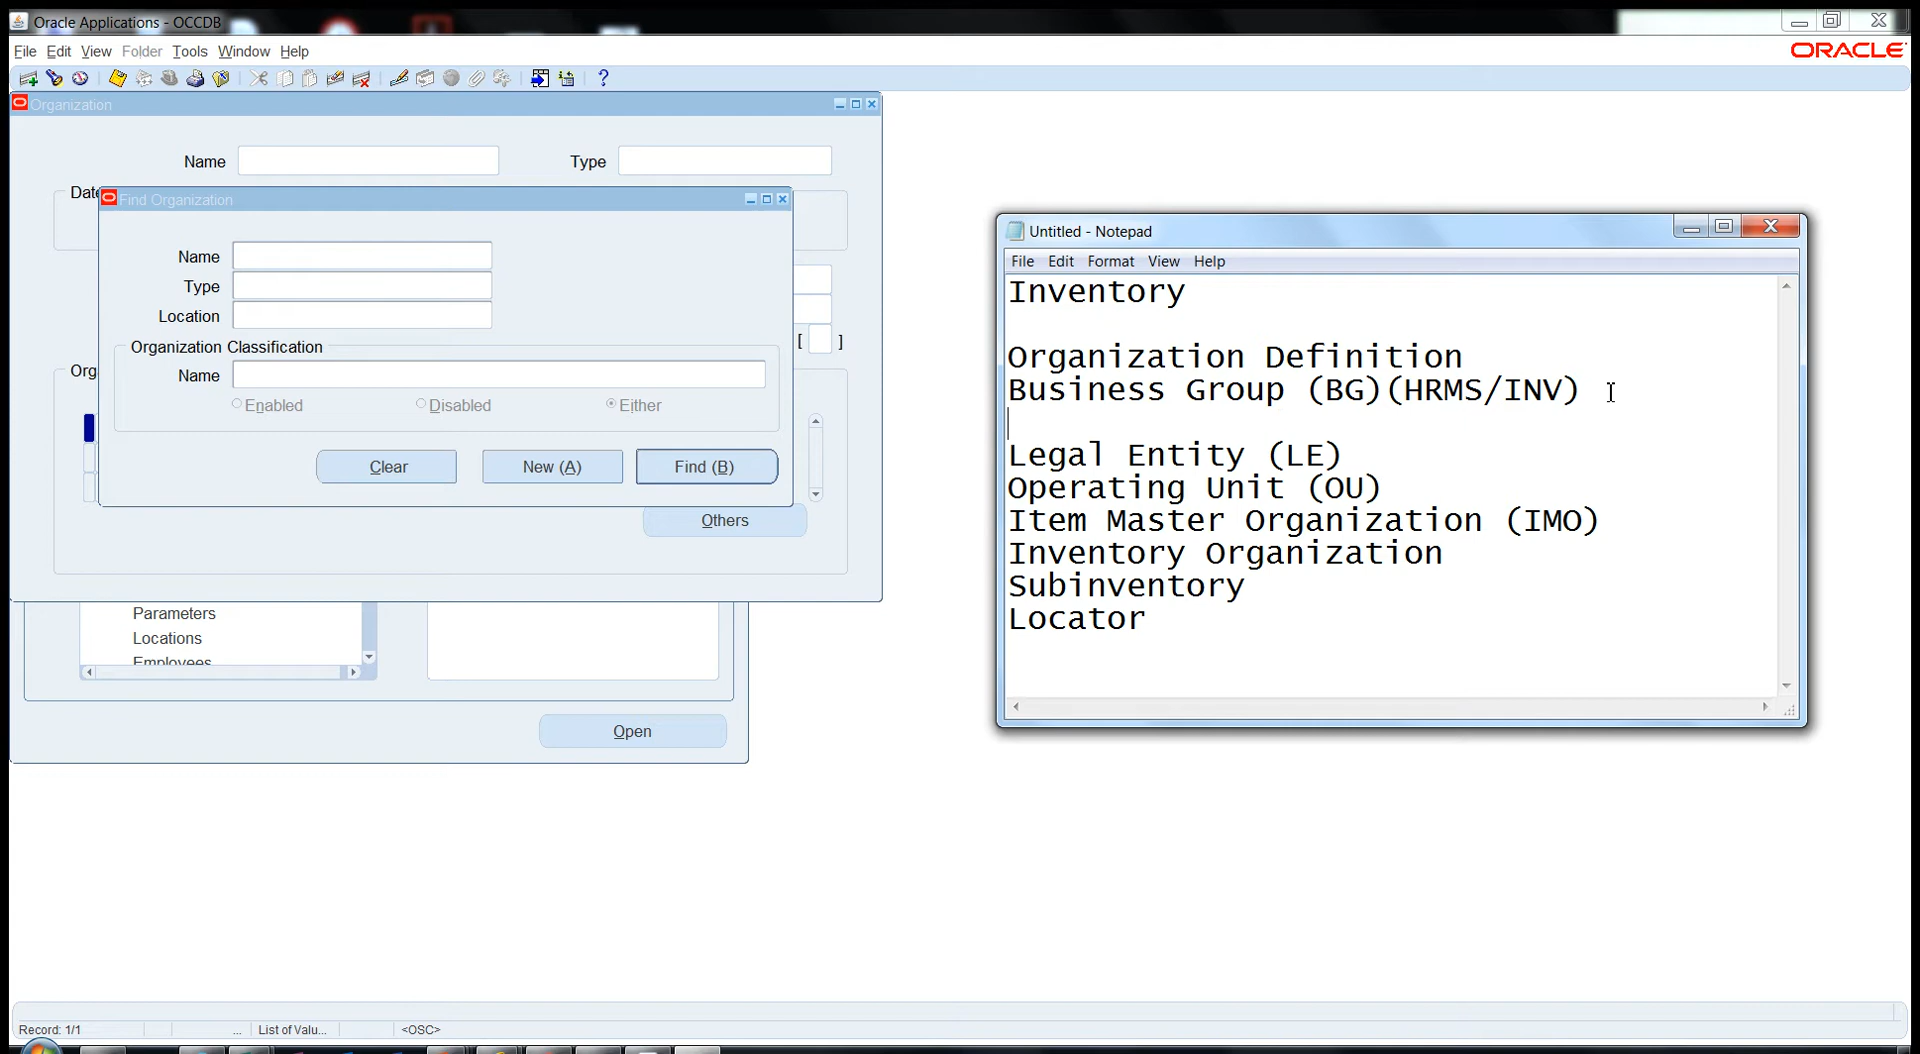 Oracle Applications - OCCDB
File Edit View Folder Tools Window Help
ORACLE
Organization
Name Type
Find Organization
Name
Type
Location
Organization Classification
Name
Enabled Disabled Either
Clear New (A) Find (B)
[ ]
Others
Parameters
Locations
Employees
Open
Untitled - Notepad
File Edit Format View Help
Inventory
Organization Definition
Business Group (BG)(HRMS/INV)
Legal Entity (LE)
Operating Unit (OU)
Item Master Organization (IMO)
Inventory Organization
Subinventory
Locator
Record: 1/1 ... List of Valu... <OSC>